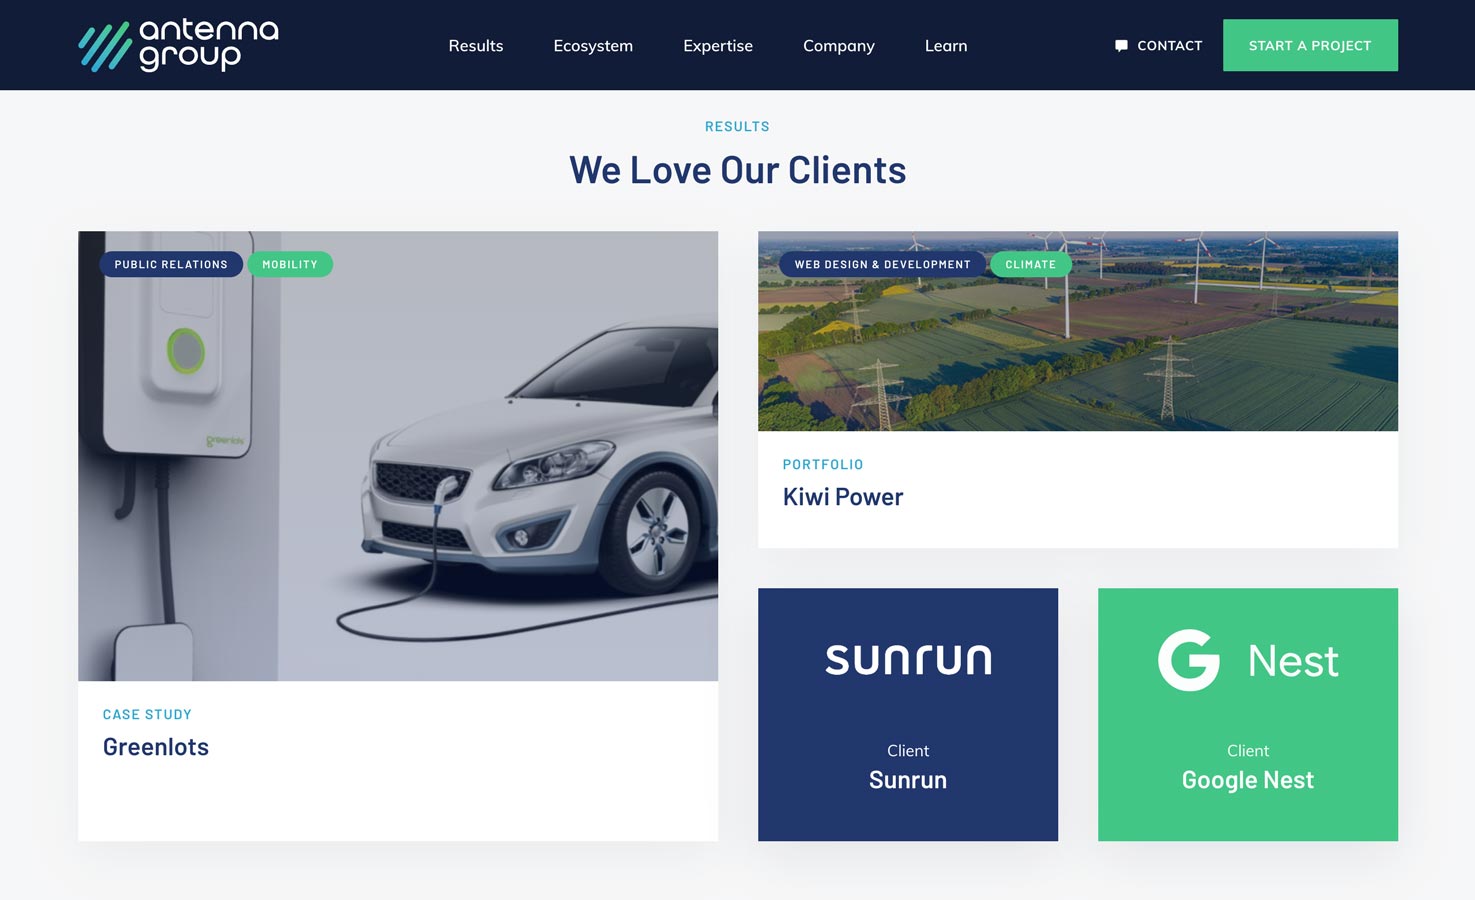 antenna
group
Results
Ecosystem
Expertise
Company
Learn
CONTACT
START A PROJECT
RESULTS
We Love Our Clients
PUBLIC RELATIONS
MOBILITY
greenlots
CASE STUDY
Greenlots
WEB DESIGN & DEVELOPMENT
CLIMATE
PORTFOLIO
Kiwi Power
sunrun
Client
Sunrun
G Nest
Client
Google Nest